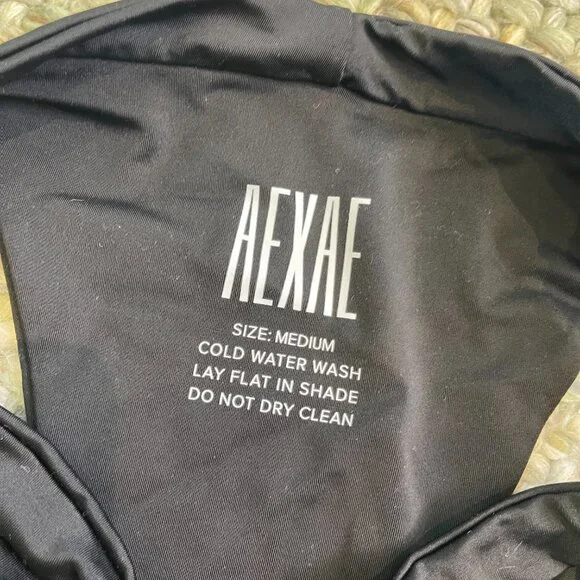 AEXAE
SIZE: MEDIUM
COLD WATER WASH
LAY FLAT IN SHADE
DO NOT DRY CLEAN